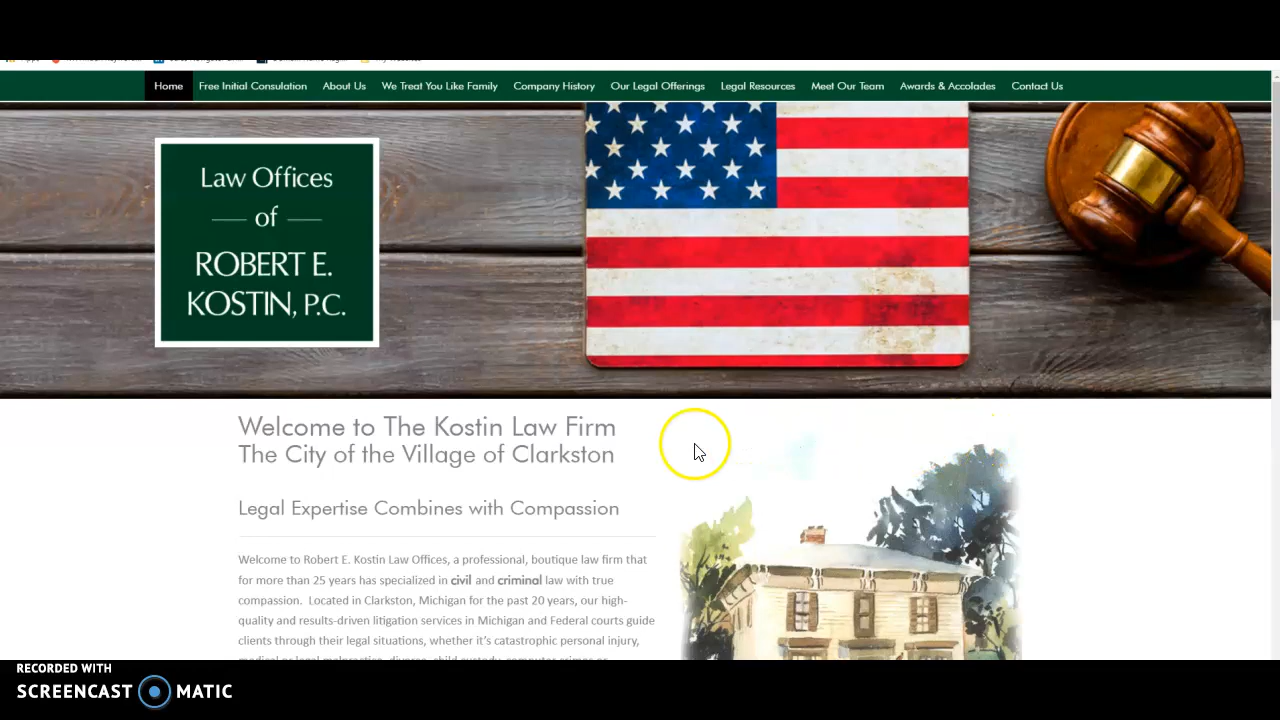 Home Free Initial Consulation About Us We Treat You Like Family Company History Our Legal Offerings Legal Resources Meet Our Team Awards & Accolades Contact Us
Law Offices
of
ROBERT E.
KOSTIN, P.C.
Welcome to The Kostin Law Firm
The City of the Village of Clarkston
Legal Expertise Combines with Compassion
Welcome to Robert E. Kostin Law Offices, a professional, boutique law firm that
for more than 25 years has specialized in civil and criminal law with true
compassion. Located in Clarkston, Michigan for the past 20 years, our high-
quality and results-driven litigation services in Michigan and Federal courts guide
clients through their legal situations, whether it's catastrophic personal injury,
RECORDED WITH
SCREENCAST MATIC